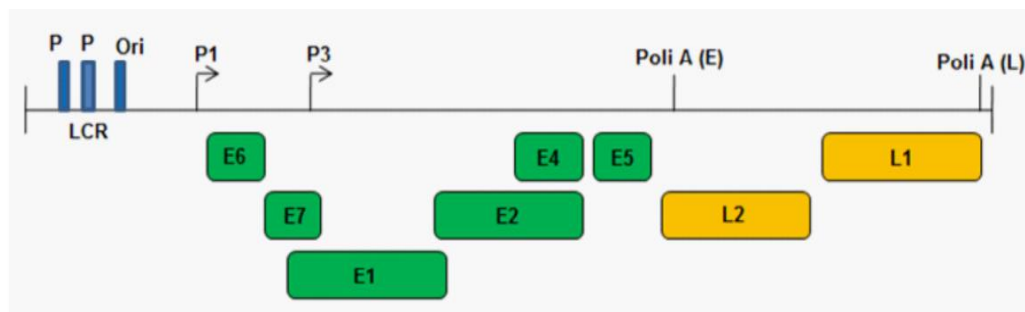 P P Ori P1 P3 Poli A (E) Poli A (L)
LCR
E6 E4 E5 L1
E7 E2 L2
E1